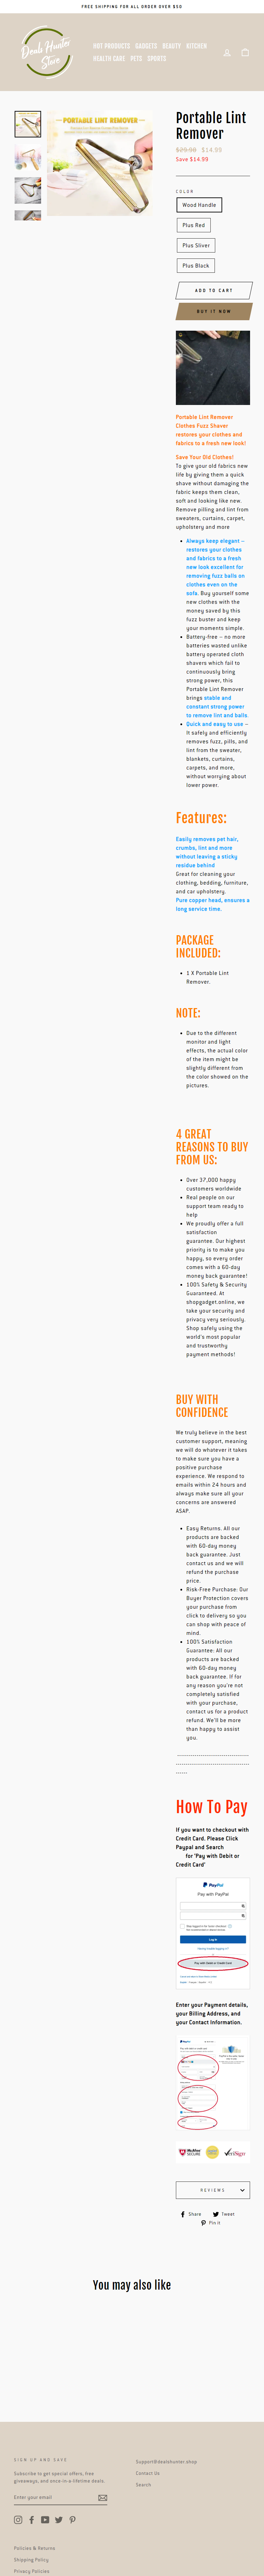 FREE SHIPPING FOR ALL ORDER OVER $50
Deals Hunter
Store
HOT PRODUCTS GADGETS BEAUTY KITCHEN
HEALTH CARE PETS SPORTS
PORTABLE LINT REMOVER
Portable Lint
Remover
$29.98 $14.99
Save $14.99
COLOR
Wood Handle
Plus Red
Plus Sliver
Plus Black
ADD TO CART
BUY IT NOW
Portable Lint Remover
Clothes Fuzz Shaver
restores your clothes and
fabrics to a fresh new look!
Save Your Old Clothes!
To give your old fabrics new
life by giving them a quick
shave without damaging the
fabric keeps them clean,
soft and looking like new.
Remove pilling and lint from
sweaters, curtains, carpet,
upholstery and more
Always keep elegant –
restores your clothes
and fabrics to a fresh
new look excellent for
removing fuzz balls on
clothes even on the
sofa. Buy yourself some
new clothes with the
money saved by this
fuzz buster and keep
your moments simple.
Battery-free – no more
batteries wasted unlike
battery operated cloth
shavers which fail to
continuously bring
strong power, this
Portable Lint Remover
brings stable and
constant strong power
to remove lint and balls.
Quick and easy to use –
It safely and efficiently
removes fuzz, pills, and
lint from the sweater,
blankets, curtains,
carpets, and more,
without worrying about
lower power.
Features:
Easily removes pet hair,
crumbs, lint and more
without leaving a sticky
residue behind
Great for cleaning your
clothing, bedding, furniture,
and car upholstery.
Pure copper head, ensures a
long service time.
PACKAGE
INCLUDED:
1 X Portable Lint
Remover.
NOTE:
Due to the different
monitor and light
effects, the actual color
of the item might be
slightly different from
the color showed on the
pictures.
4 GREAT
REASONS TO BUY
FROM US:
Over 37,000 happy
customers worldwide
Real people on our
support team ready to
help
We proudly offer a full
satisfaction
guarantee. Our highest
priority is to make you
happy, so every order
comes with a 60-day
money back guarantee!
100% Safety & Security
Guaranteed. At
shopgadget.online, we
take your security and
privacy very seriously.
Shop safely using the
world's most popular
and trustworthy
payment methods!
BUY WITH
CONFIDENCE
We truly believe in the best
customer support, meaning
we will do whatever it takes
to make sure you have a
positive purchase
experience. We respond to
emails within 24 hours and
always make sure all your
concerns are answered
ASAP.
Easy Returns. All our
products are backed
with 60-day money
back guarantee. Just
contact us and we will
refund the purchase
price.
Risk-Free Purchase: Our
Buyer Protection covers
your purchase from
click to delivery so you
can shop with peace of
mind.
100% Satisfaction
Guarantee: All our
products are backed
with 60-day money
back guarantee. If for
any reason you're not
completely satisfied
with your purchase,
contact us for a product
refund. We'll be more
than happy to assist
you.
How To Pay
If you want to checkout with
Credit Card. Please Click
Paypal and Search
for 'Pay with Debit or
Credit Card'
PayPal
Pay with PayPal
Log In
Pay with Debit or Credit Card
Enter your Payment details,
your Billing Address, and
your Contact Information.
McAfee
SECURE
VeriSign
REVIEWS
Share Tweet
Pin it
You may also like
SIGN UP AND SAVE
Subscribe to get special offers, free
giveaways, and once-in-a-lifetime deals.
Enter your email
Support@dealshunter.shop
Contact Us
Search
Policies & Returns
Shipping Policy
Privacy Policies